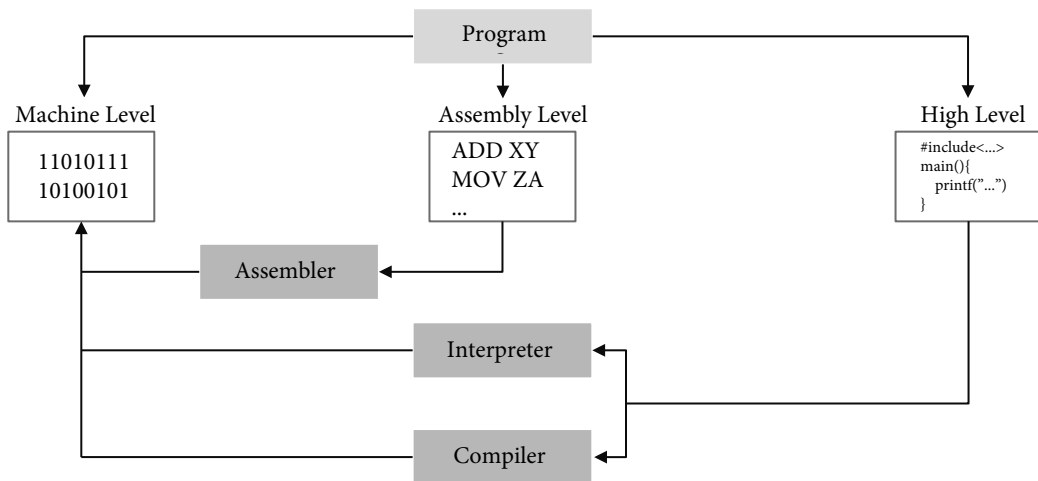 Program
Machine Level
11010111
10100101
Assembly Level
ADD XY
MOV ZA
...
High Level
#include<...>
main(){
printf(”...”)
}
Assembler
Interpreter
Compiler